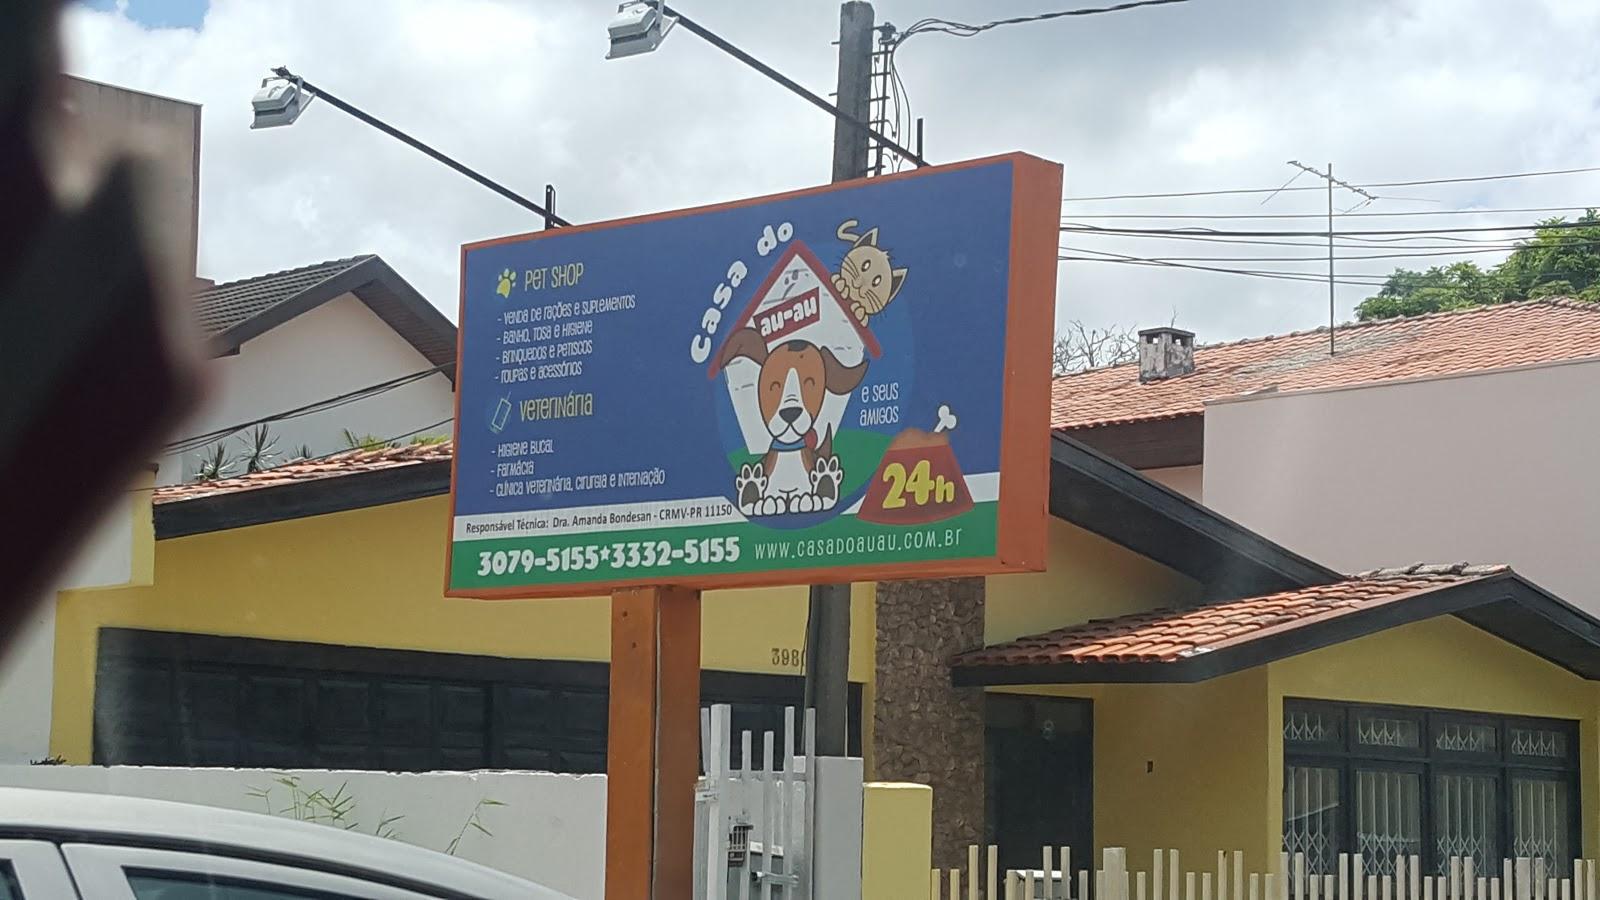 PET SHOP
- VENDA DE RAÇÕES E SUPLEMENTOS
- BANHO, TOSA E HIGIENE
- BRINQUEDOS E PETISCOS
- ROUPAS E ACESSÓRIOS
VETERINÁRIA
- HIGIENE BUCAL
- FARMÁCIA
- CLÍNICA VETERINÁRIA, CIRURGIA E INTERNAÇÃO
Casa do
au-au
E SEUS
AMIGOS
24h
Responsável Técnica: Dra. Amanda Bondesan - CRMV-PR 11150
3079-5155*3332-5155
www.casadoauau.com.br